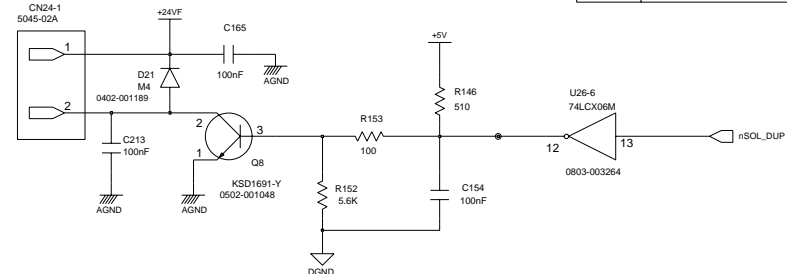 CN24-1
5045-02A
+24VF
1
2
C165
100nF
AGND
D21
M4
0402-001189
C213
100nF
AGND
2
1
3
Q8
KSD1691-Y
0502-001048
AGND
R153
100
R152
5.6K
DGND
+5V
R146
510
C154
100nF
U26-6
74LCX06M
12
13
0803-003264
nSOL_DUP